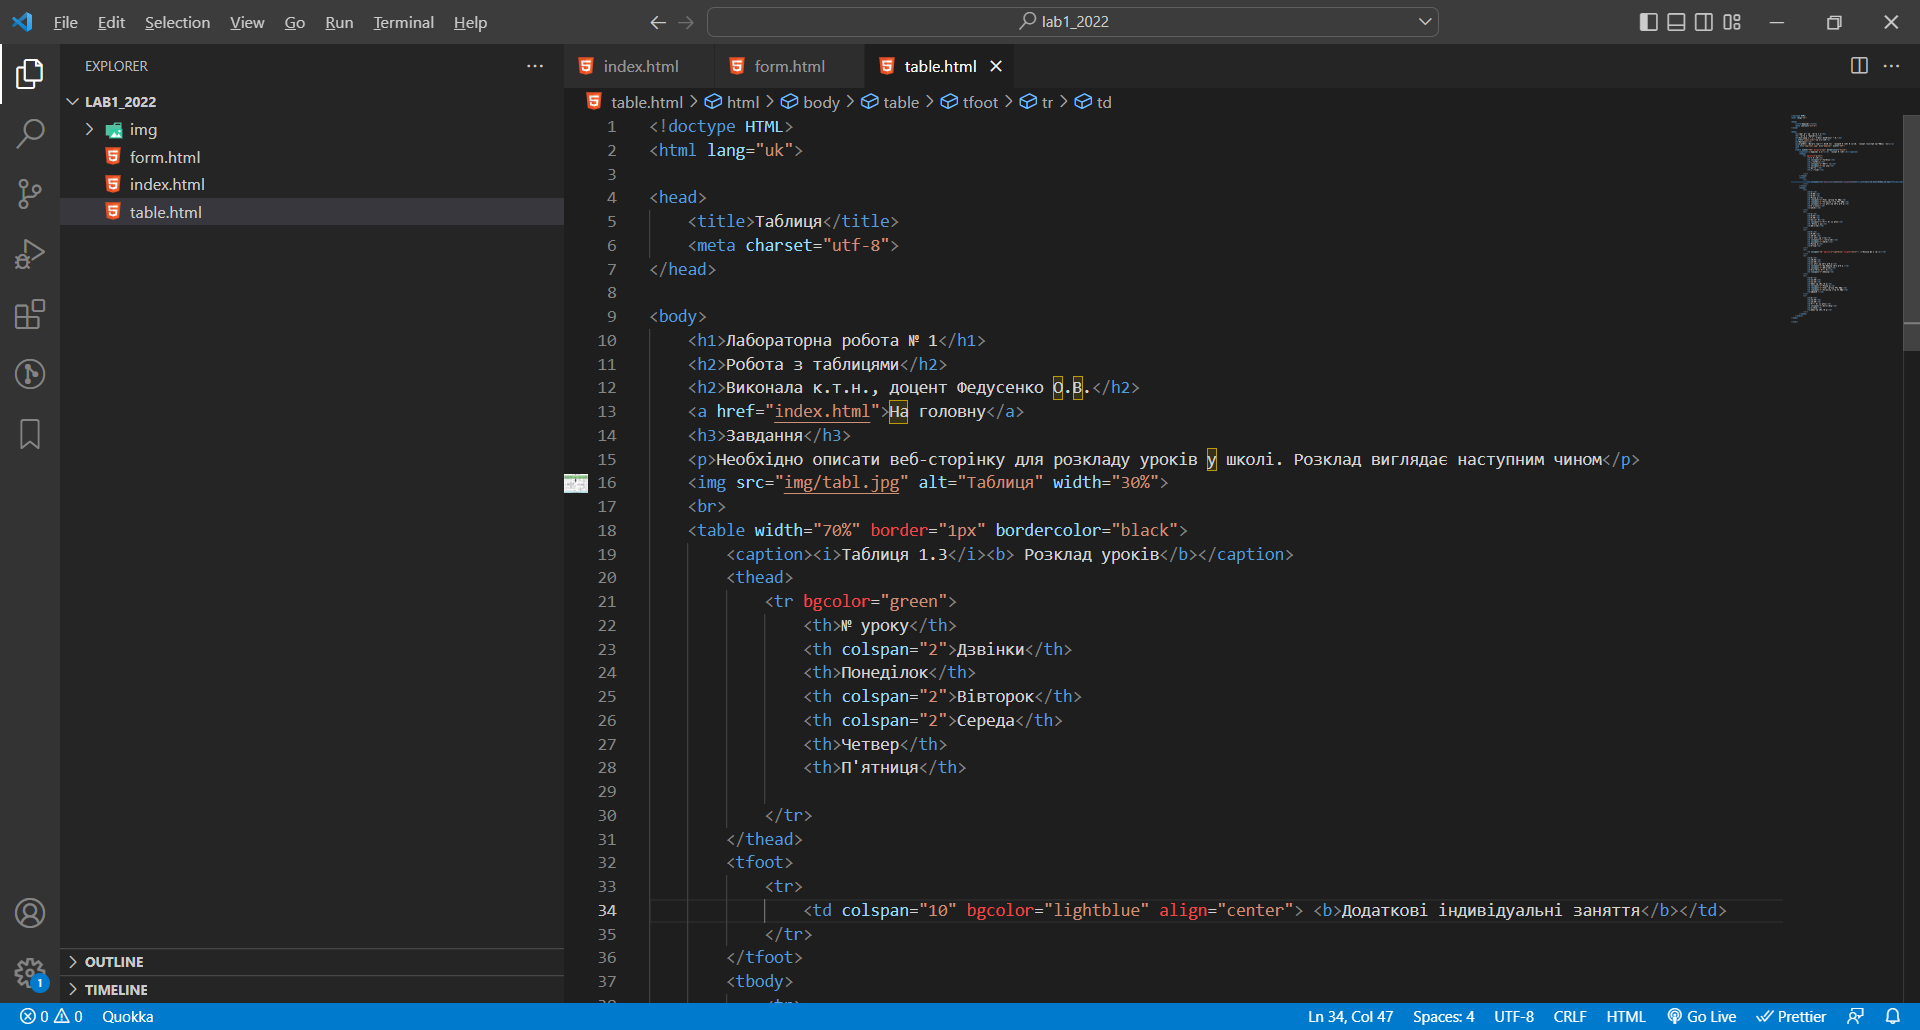 File Edit Selection View Go Run Terminal Help
lab1_2022
EXPLORER
LAB1_2022
img
form.html
index.html
table.html
OUTLINE
TIMELINE
index.html form.html table.html
table.html > html > body > table > tfoot > tr > td
1 <!doctype HTML>
2 <html lang="uk">
3
4 <head>
5 <title>Таблиця</title>
6 <meta charset="utf-8">
7 </head>
8
9 <body>
10 <h1>Лабораторна робота № 1</h1>
11 <h2>Робота з таблицями</h2>
12 <h2>Виконала к.т.н., доцент Федусенко О.В.</h2>
13 <a href="index.html">На головну</a>
14 <h3>Завдання</h3>
15 <p>Необхідно описати веб-сторінку для розкладу уроків у школі. Розклад виглядає наступним чином</p>
16 <img src="img/tabl.jpg" alt="Таблиця" width="30%">
17 <br>
18 <table width="70%" border="1px" bordercolor="black">
19 <caption><i>Таблиця 1.3</i><b> Розклад уроків</b></caption>
20 <thead>
21 <tr bgcolor="green">
22 <th>№ уроку</th>
23 <th colspan="2">Дзвінки</th>
24 <th>Понеділок</th>
25 <th colspan="2">Вівторок</th>
26 <th colspan="2">Середа</th>
27 <th>Четвер</th>
28 <th>П'ятниця</th>
29
30 </tr>
31 </thead>
32 <tfoot>
33 <tr>
34 <td colspan="10" bgcolor="lightblue" align="center"> <b>Додаткові індивідуальні заняття</b></td>
35 </tr>
36 </tfoot>
37 <tbody>
1
0 0 Quokka Ln 34, Col 47 Spaces: 4 UTF-8 CRLF HTML Go Live Prettier